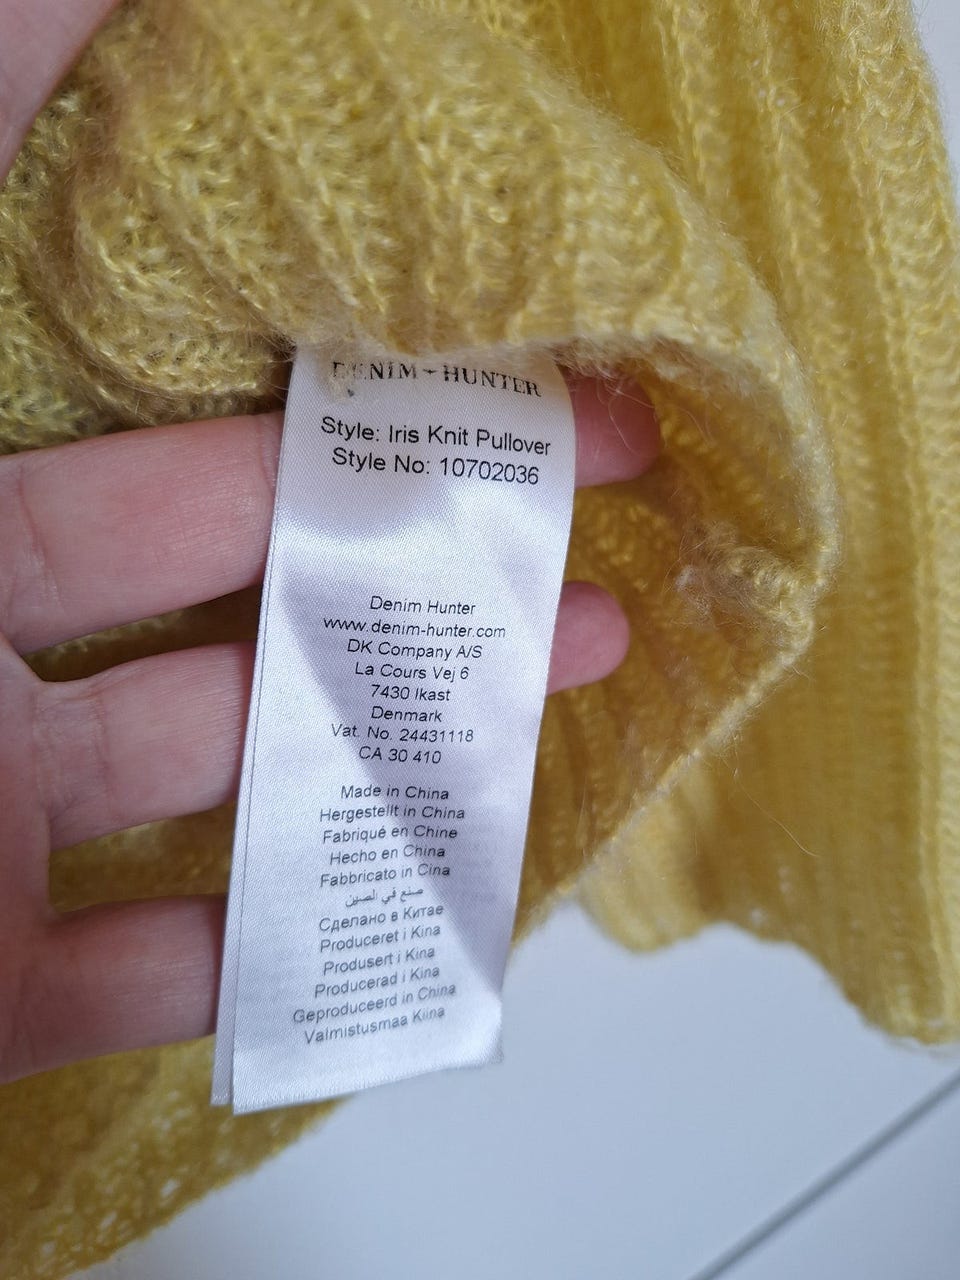 DENIM HUNTER
Style: Iris Knit Pullover
Style No: 10702036
Denim Hunter
www.denim-hunter.com
DK Company A/S
La Cours Vej 6
7430 Ikast
Denmark
Vat. No. 24431118
CA 30 410
Made in China
Hergestellt in China
Fabriqué en Chine
Hecho en China
Fabbricato in Cina
صنع في الصين
Сделано в Китае
Produceret i Kina
Produsert i Kina
Producerad i Kina
Geproduceerd in China
Valmistusmaa Kiina